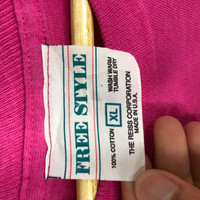 FREE STYLE
100% COTTON
XL
WASH WARM
TUMBLE DRY
THE REISS CORPORATION
MADE IN U.S.A.